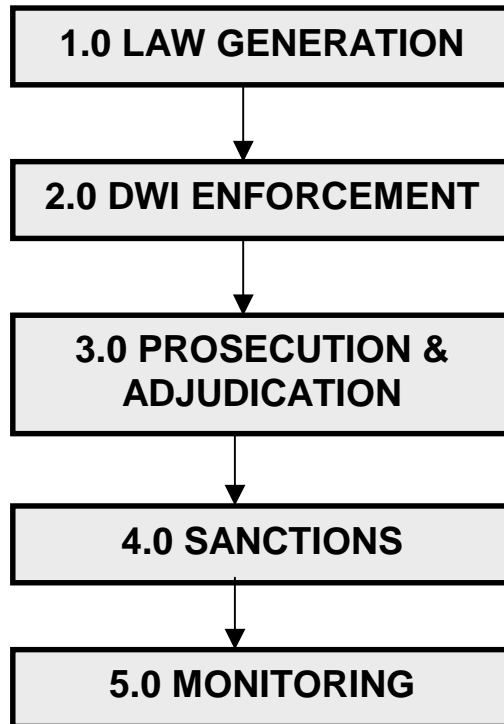 1.0 LAW GENERATION
2.0 DWI ENFORCEMENT
3.0 PROSECUTION &
ADJUDICATION
4.0 SANCTIONS
5.0 MONITORING